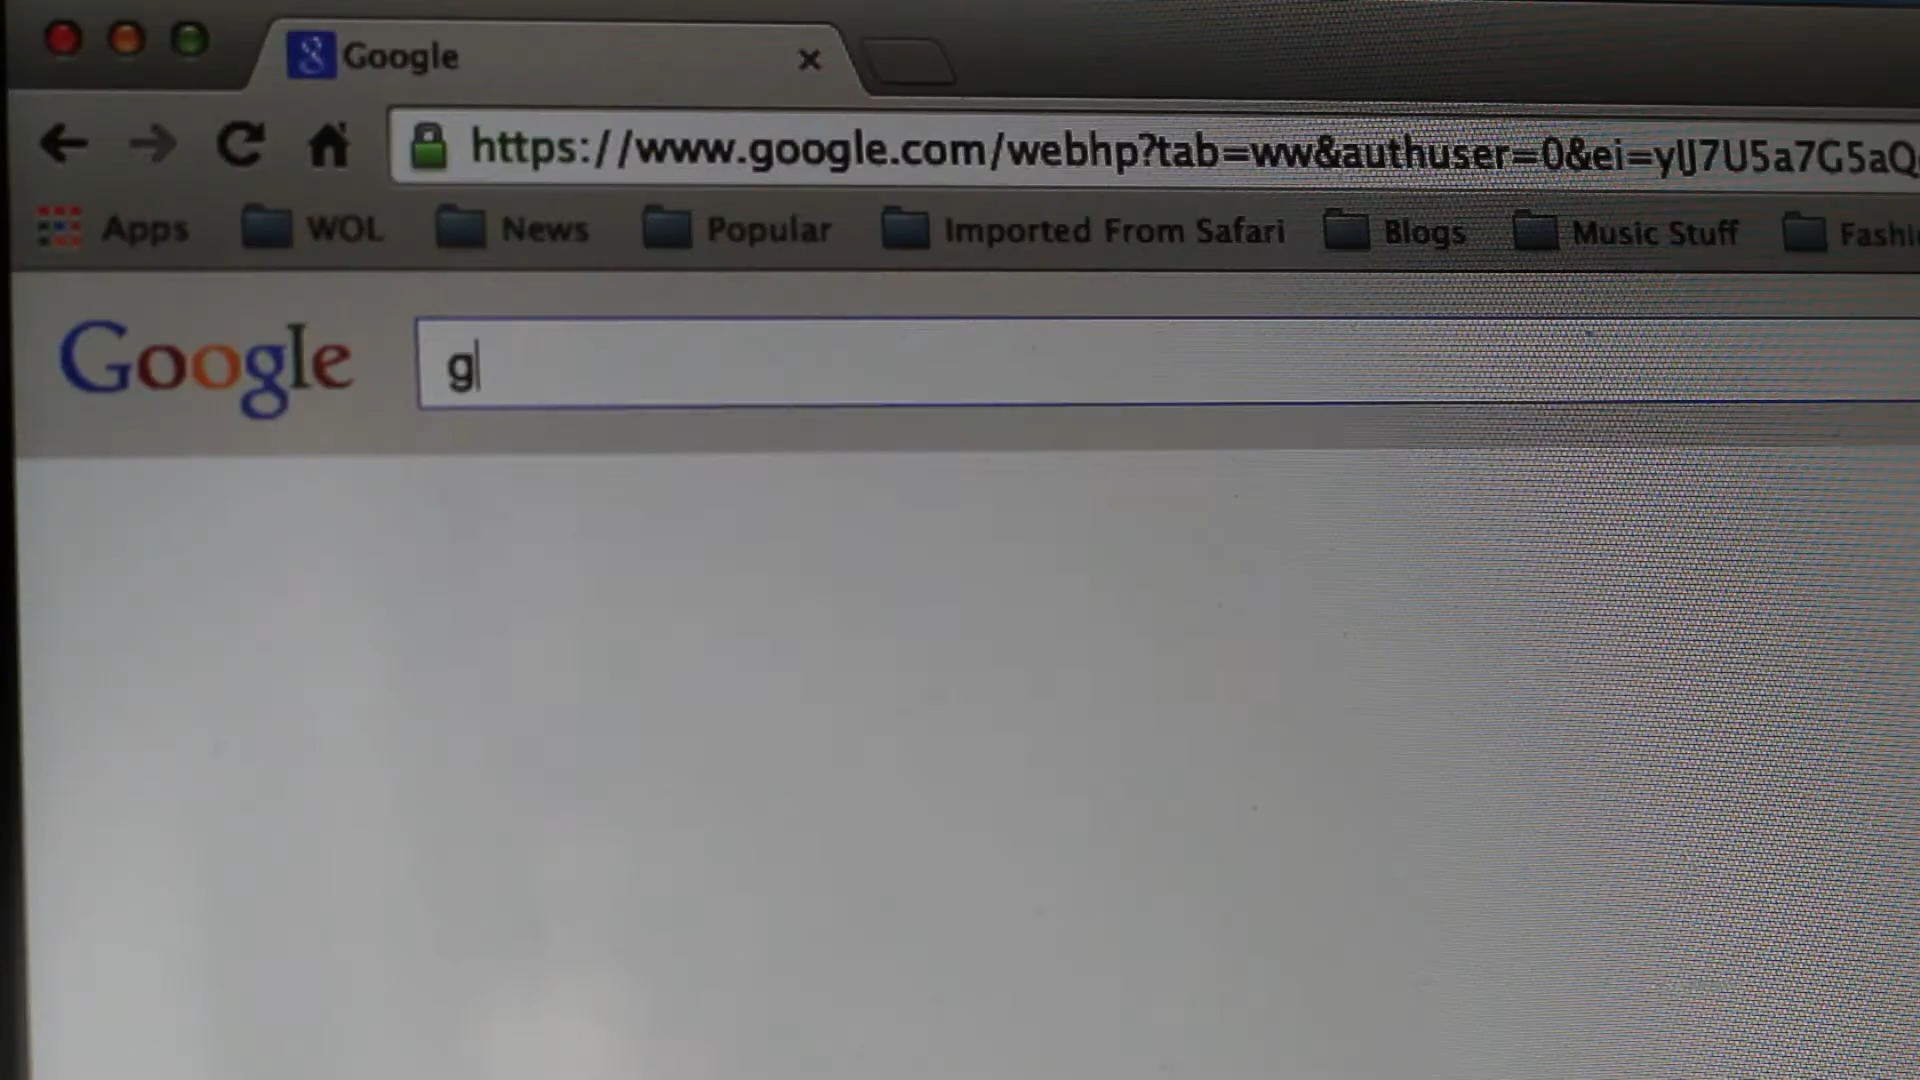 Google
https://www.google.com/webhp?tab=ww&authuser=0&ei=yIJ7U5a7G5aQ
Apps WOL News Popular Imported From Safari Blogs Music Stuff Fashi
Google g